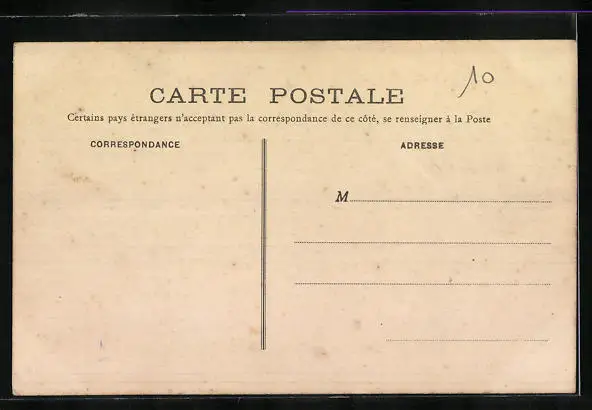 10
CARTE POSTALE
Certains pays étrangers n'acceptant pas la correspondance de ce côté, se renseigner à la Poste
CORRESPONDANCE
ADRESSE
M